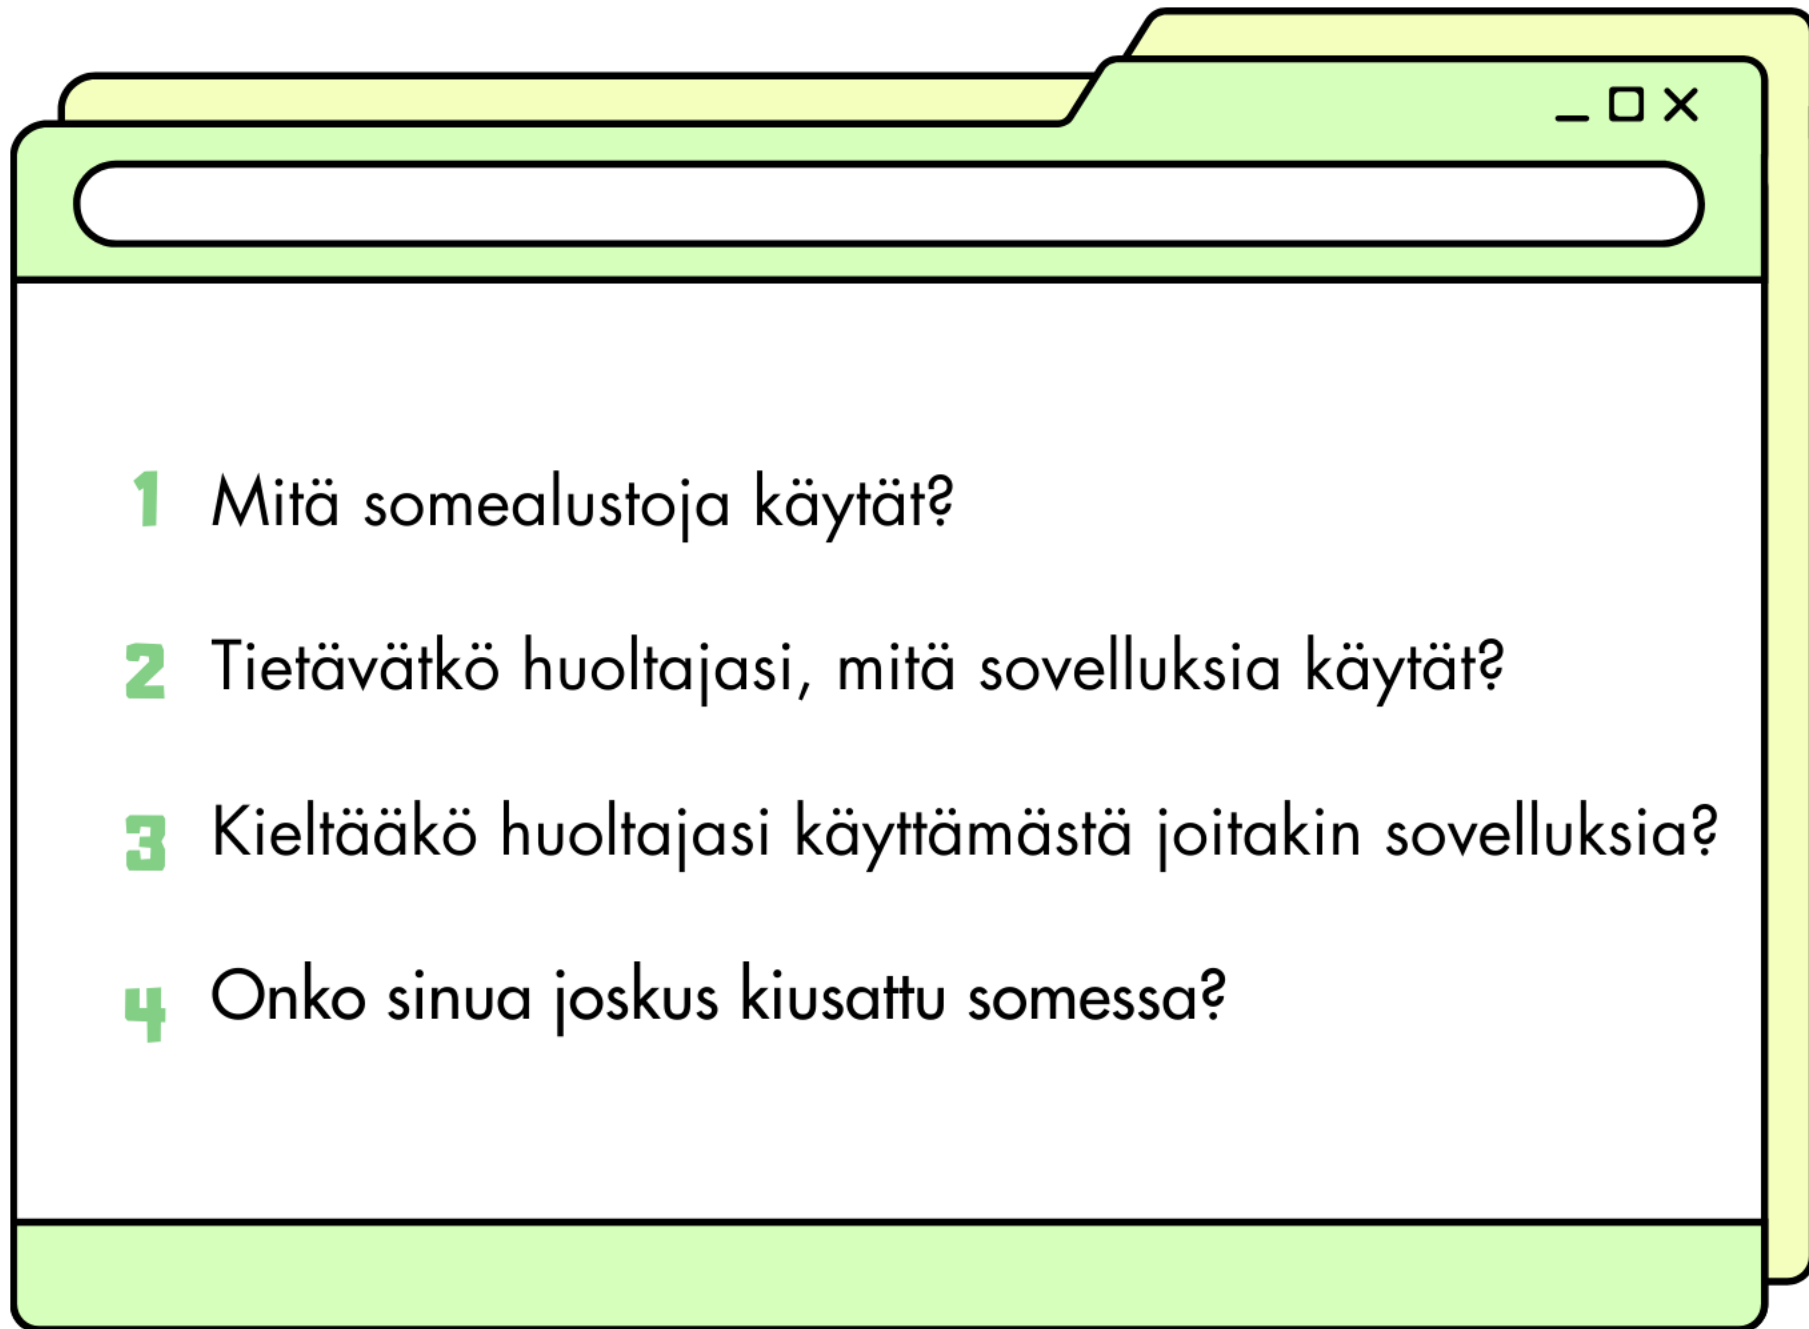 1 Mitä somealustoja käytät?
2 Tietävätkö huoltajasi, mitä sovelluksia käytät?
3 Kieltääkö huoltajasi käyttämästä joitakin sovelluksia?
4 Onko sinua joskus kiusattu somessa?